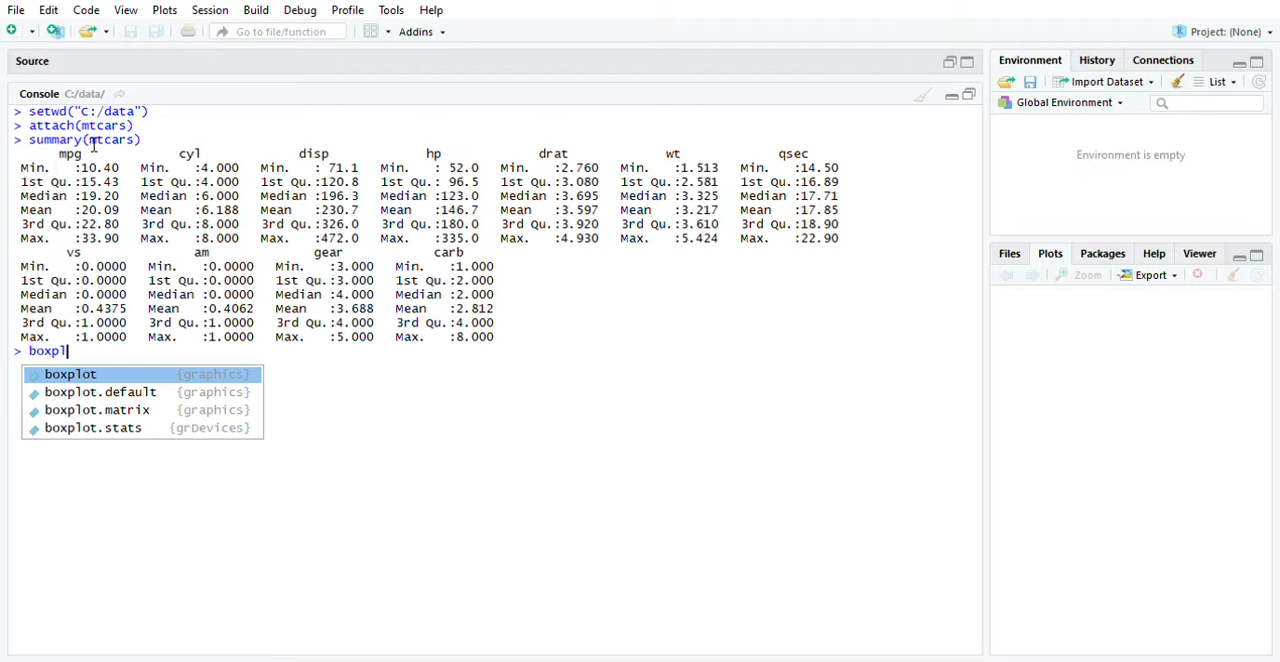 File Edit Code View Plots Session Build Debug Profile Tools Help
Go to file/function Addins Project: (None)
Source
Console C:/data/
> setwd("C:/data")
> attach(mtcars)
> summary(mtcars)
mpg cyl disp hp drat wt qsec
Min. :10.40 Min. :4.000 Min. : 71.1 Min. : 52.0 Min. :2.760 Min. :1.513 Min. :14.50
1st Qu.:15.43 1st Qu.:4.000 1st Qu.:120.8 1st Qu.: 96.5 1st Qu.:3.080 1st Qu.:2.581 1st Qu.:16.89
Median :19.20 Median :6.000 Median :196.3 Median :123.0 Median :3.695 Median :3.325 Median :17.71
Mean :20.09 Mean :6.188 Mean :230.7 Mean :146.7 Mean :3.597 Mean :3.217 Mean :17.85
3rd Qu.:22.80 3rd Qu.:8.000 3rd Qu.:326.0 3rd Qu.:180.0 3rd Qu.:3.920 3rd Qu.:3.610 3rd Qu.:18.90
Max. :33.90 Max. :8.000 Max. :472.0 Max. :335.0 Max. :4.930 Max. :5.424 Max. :22.90
vs am gear carb
Min. :0.0000 Min. :0.0000 Min. :3.000 Min. :1.000
1st Qu.:0.0000 1st Qu.:0.0000 1st Qu.:3.000 1st Qu.:2.000
Median :0.0000 Median :0.0000 Median :4.000 Median :2.000
Mean :0.4375 Mean :0.4062 Mean :3.688 Mean :2.812
3rd Qu.:1.0000 3rd Qu.:1.0000 3rd Qu.:4.000 3rd Qu.:4.000
Max. :1.0000 Max. :1.0000 Max. :5.000 Max. :8.000
> boxpl
boxplot {graphics}
boxplot.default {graphics}
boxplot.matrix {graphics}
boxplot.stats {grDevices}
Environment History Connections
Import Dataset List
Global Environment
Environment is empty
Files Plots Packages Help Viewer
Zoom Export